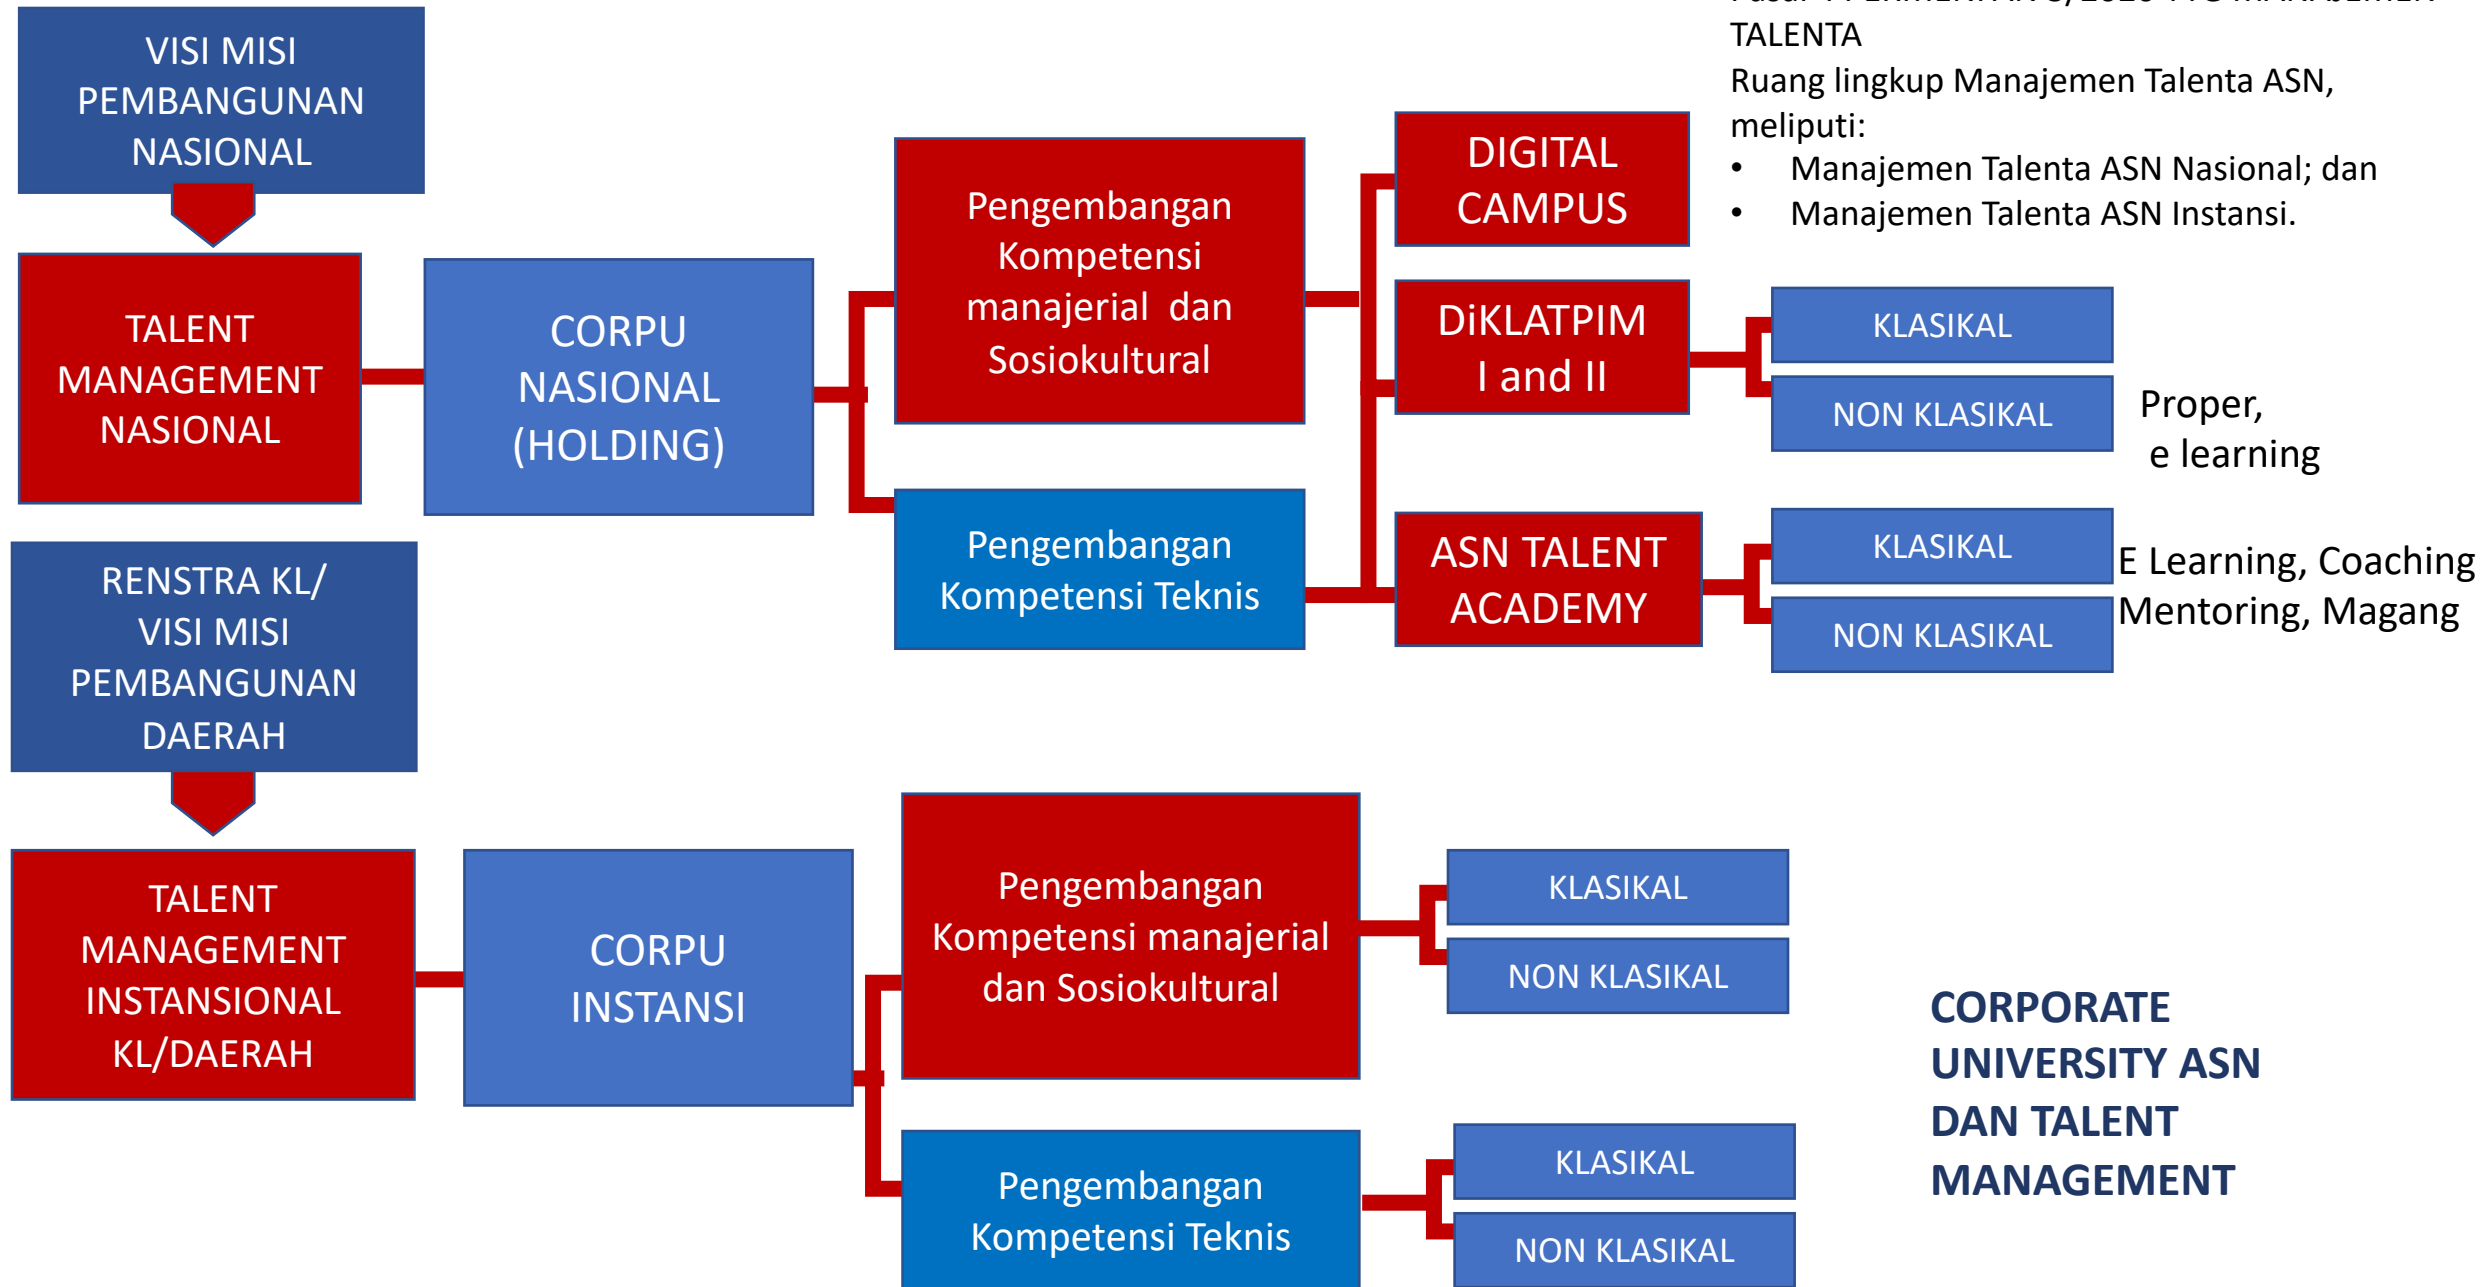 TALENTA
Ruang lingkup Manajemen Talenta ASN,
meliputi:
• Manajemen Talenta ASN Nasional; dan
• Manajemen Talenta ASN Instansi.
VISI MISI
PEMBANGUNAN
NASIONAL
TALENT
MANAGEMENT
NASIONAL
CORPU
NASIONAL
(HOLDING)
Pengembangan
Kompetensi
manajerial dan
Sosiokultural
Pengembangan
Kompetensi Teknis
DIGITAL
CAMPUS
DiKLATPIM
I and II
KLASIKAL
NON KLASIKAL
Proper,
e learning
ASN TALENT
ACADEMY
KLASIKAL
NON KLASIKAL
E Learning, Coaching
Mentoring, Magang
RENSTRA KL/
VISI MISI
PEMBANGUNAN
DAERAH
TALENT
MANAGEMENT
INSTANSIONAL
KL/DAERAH
CORPU
INSTANSI
Pengembangan
Kompetensi manajerial
dan Sosiokultural
KLASIKAL
NON KLASIKAL
Pengembangan
Kompetensi Teknis
KLASIKAL
NON KLASIKAL
CORPORATE
UNIVERSITY ASN
DAN TALENT
MANAGEMENT